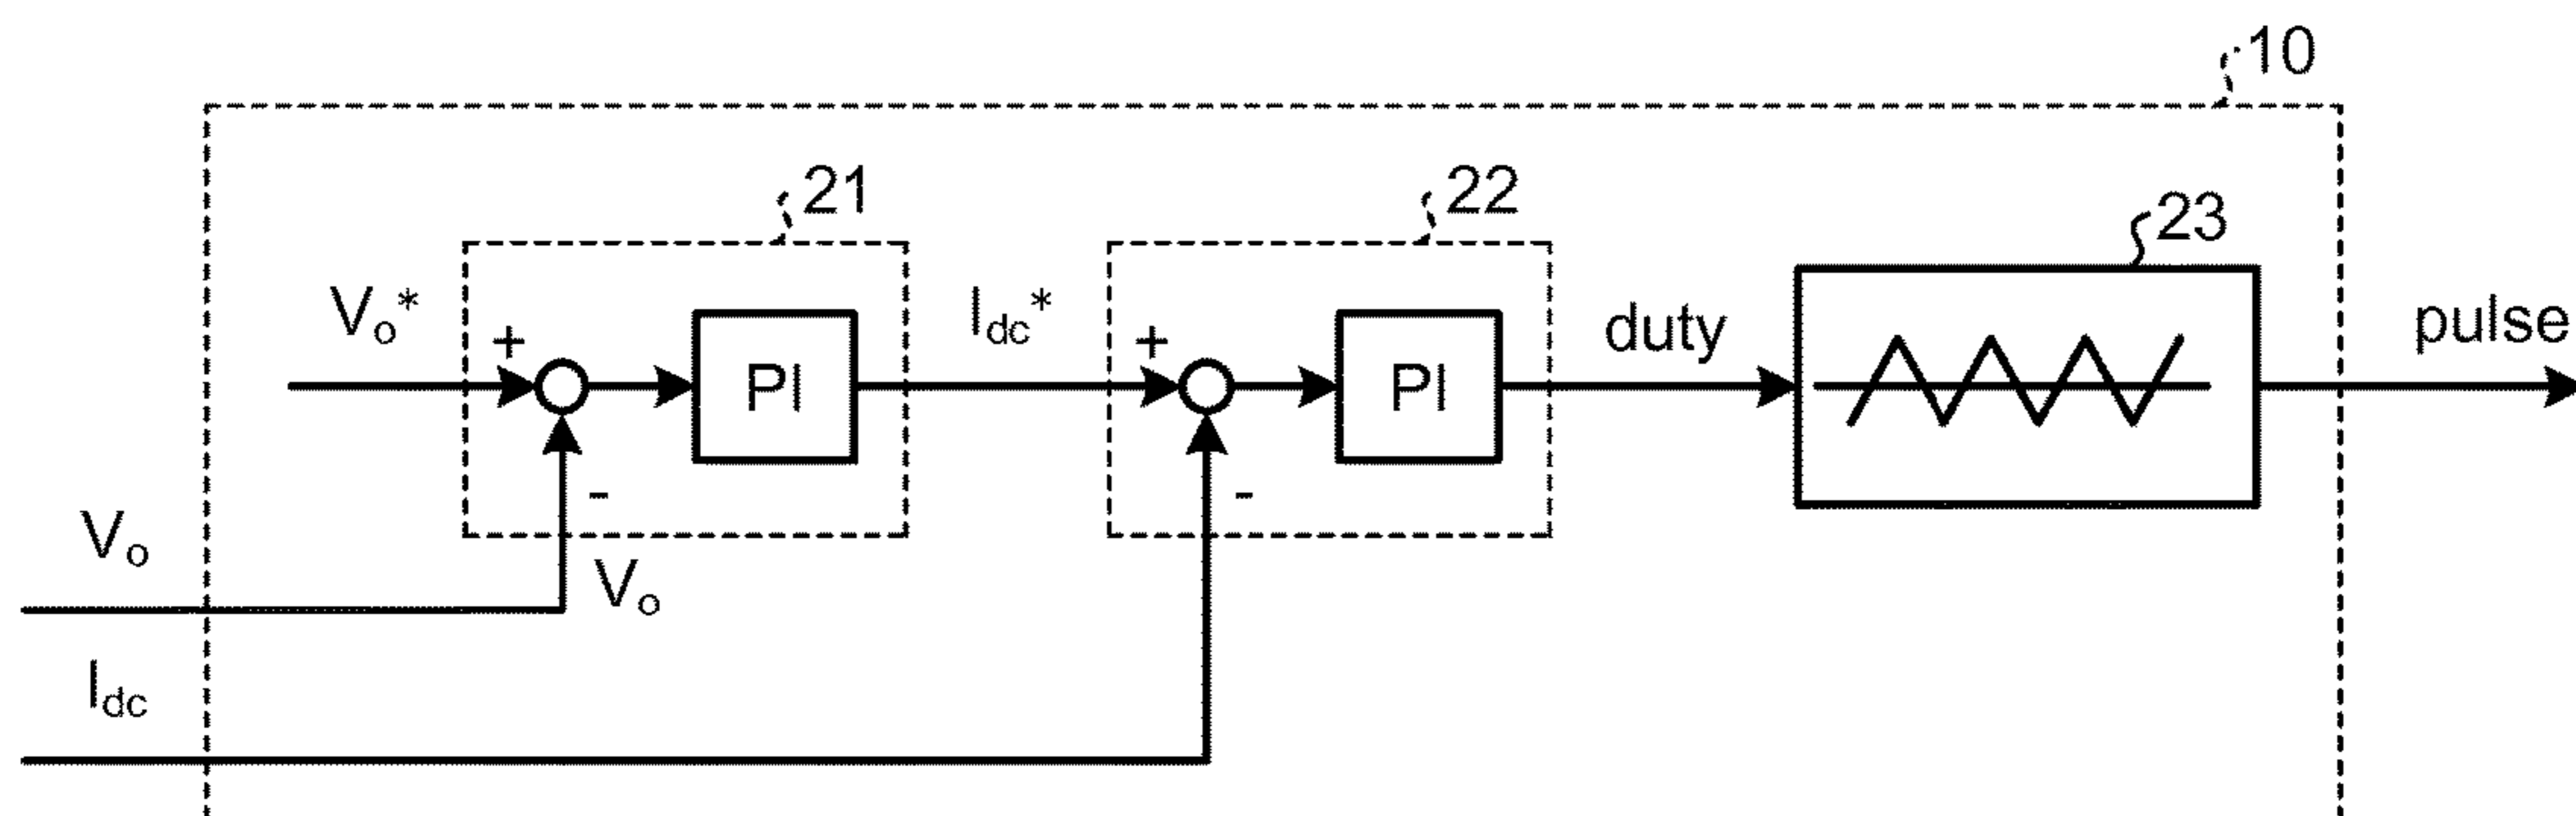 10
21
22
23
Vo*
+
PI
Idc*
+
PI
duty
pulse
-
-
Vo
Vo
Idc